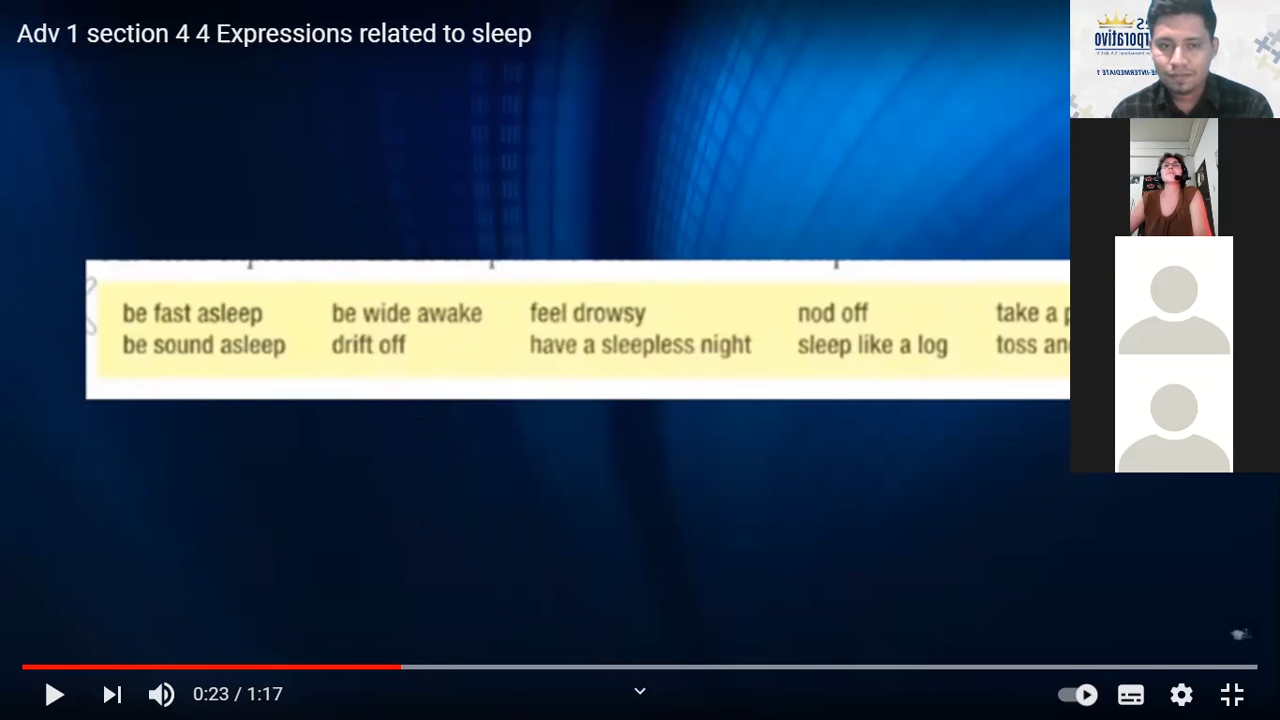 Adv 1 section 4 4 Expressions related to sleep
be fast asleep be wide awake feel drowsy nod off take a
be sound asleep drift off have a sleepless night sleep like a log toss
0:23 / 1:17